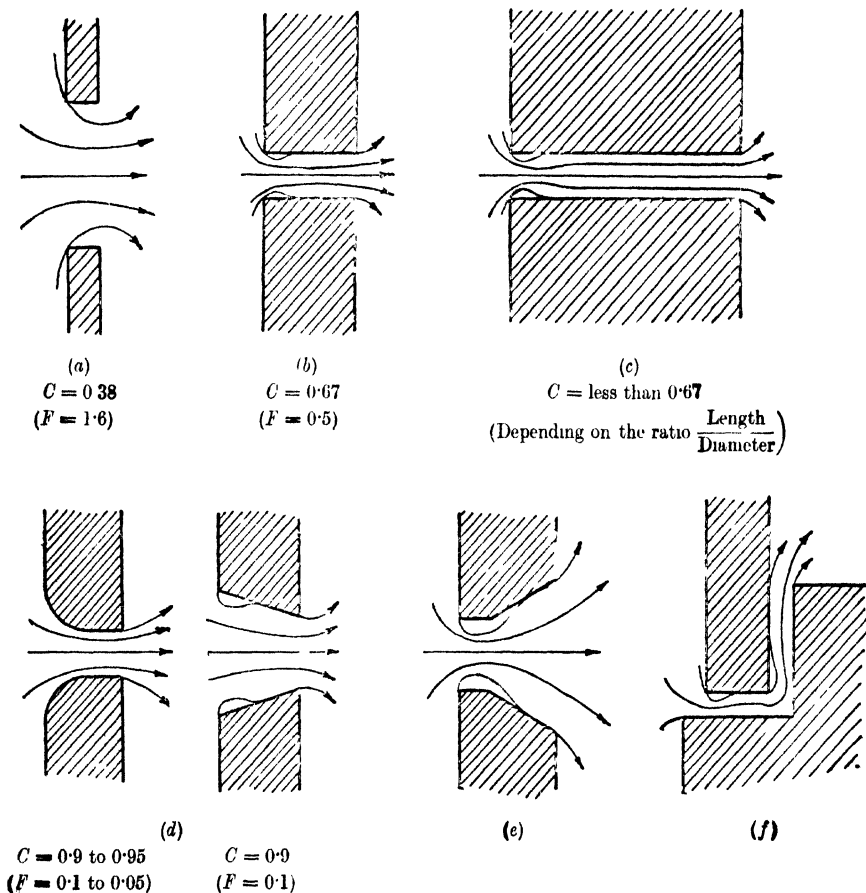 (a) (b) (c)
C = 0 38 C = 0·67 C = less than 0·67
(F = 1·6) (F = 0·5) (Depending on the ratio Length
Diameter)
(d) (e) (f)
C = 0·9 to 0·95 C = 0·9
(F = 0·1 to 0·05) (F = 0·1)